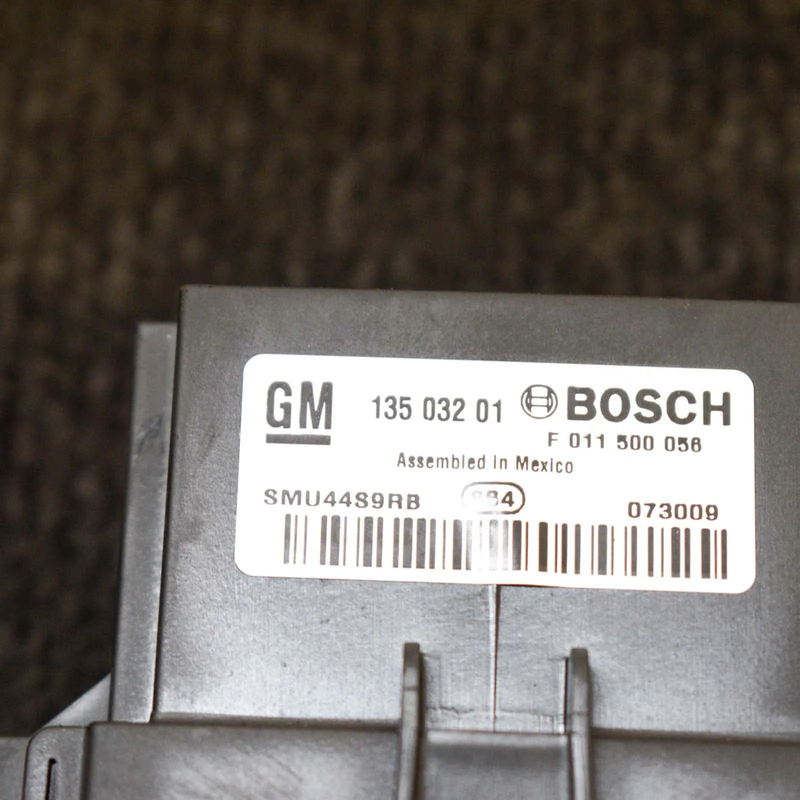 GM 135 032 01 BOSCH
F 011 500 056
Assembled in Mexico
SMU44S9RB 073009